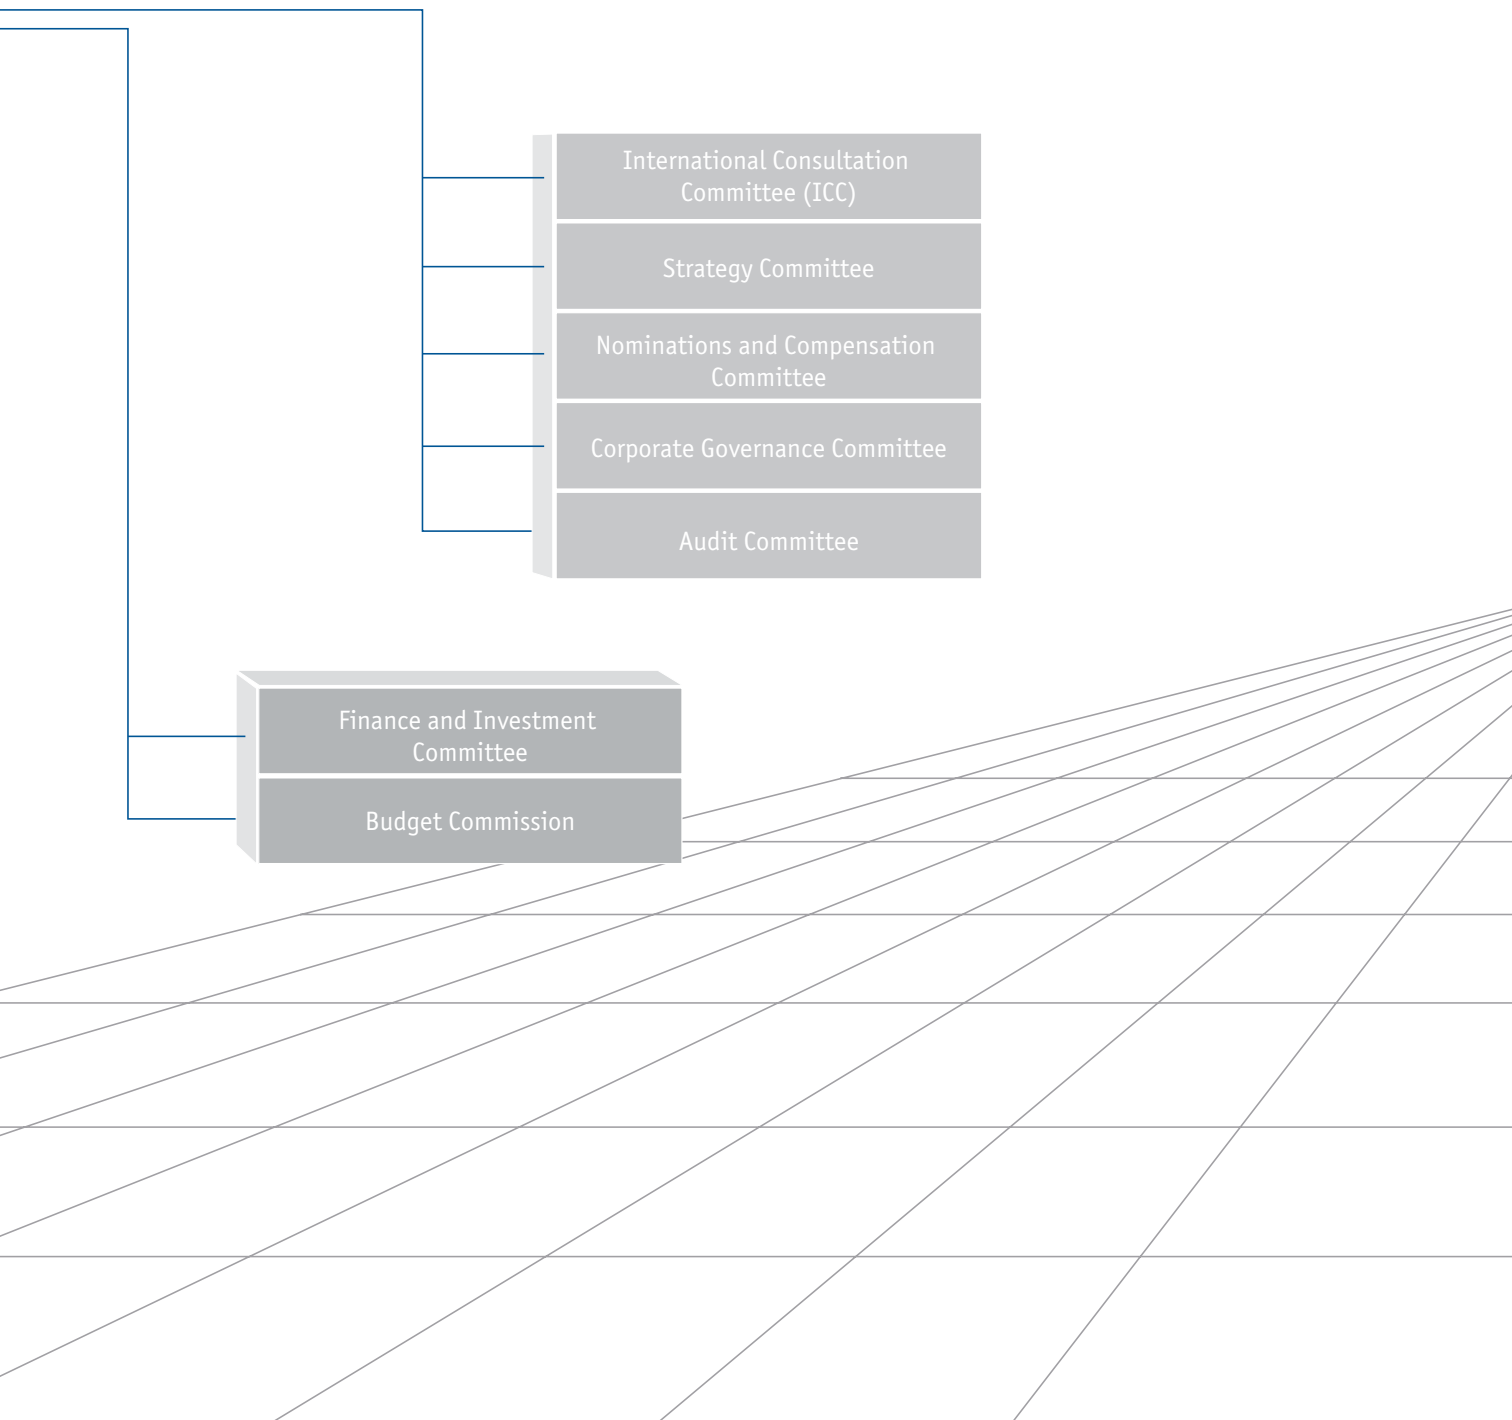 International Consultation
Committee (ICC)
Strategy Committee
Nominations and Compensation
Committee
Corporate Governance Committee
Audit Committee
Finance and Investment
Committee
Budget Commission